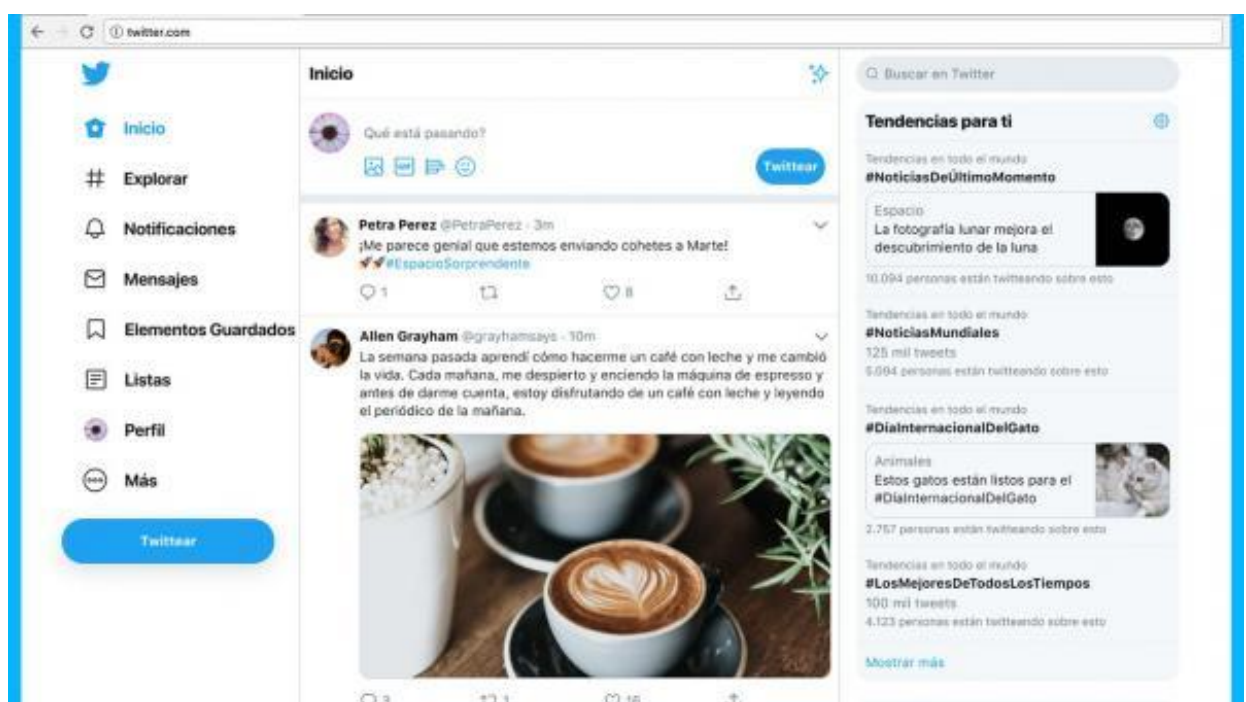 twitter.com
Inicio
Explorar
Notificaciones
Mensajes
Elementos Guardados
Listas
Perfil
Más
Twittear
Inicio
Qué está pasando?
GIF
Twittear
Petra Perez @PetraPerez · 3m
¡Me parece genial que estemos enviando cohetes a Marte!
🚀🚀#EspacioSorprendente
1
8
Allen Grayham @grayhamsays · 10m
La semana pasada aprendí cómo hacerme un café con leche y me cambió
la vida. Cada mañana, me despierto y enciendo la máquina de espresso y
antes de darme cuenta, estoy disfrutando de un café con leche y leyendo
el periódico de la mañana.
3
1
16
Buscar en Twitter
Tendencias para ti
Tendencias en todo el mundo
#NoticiasDeÚltimoMomento
Espacio
La fotografía lunar mejora el
descubrimiento de la luna
10.094 personas están twitteando sobre esto
Tendencias en todo el mundo
#NoticiasMundiales
125 mil tweets
5.094 personas están twitteando sobre esto
Tendencias en todo el mundo
#DíaInternacionalDelGato
Animales
Estos gatos están listos para el
#DíaInternacionalDelGato
2.757 personas están twitteando sobre esto
Tendencias en todo el mundo
#LosMejoresDeTodosLosTiempos
100 mil tweets
4.123 personas están twitteando sobre esto
Mostrar más